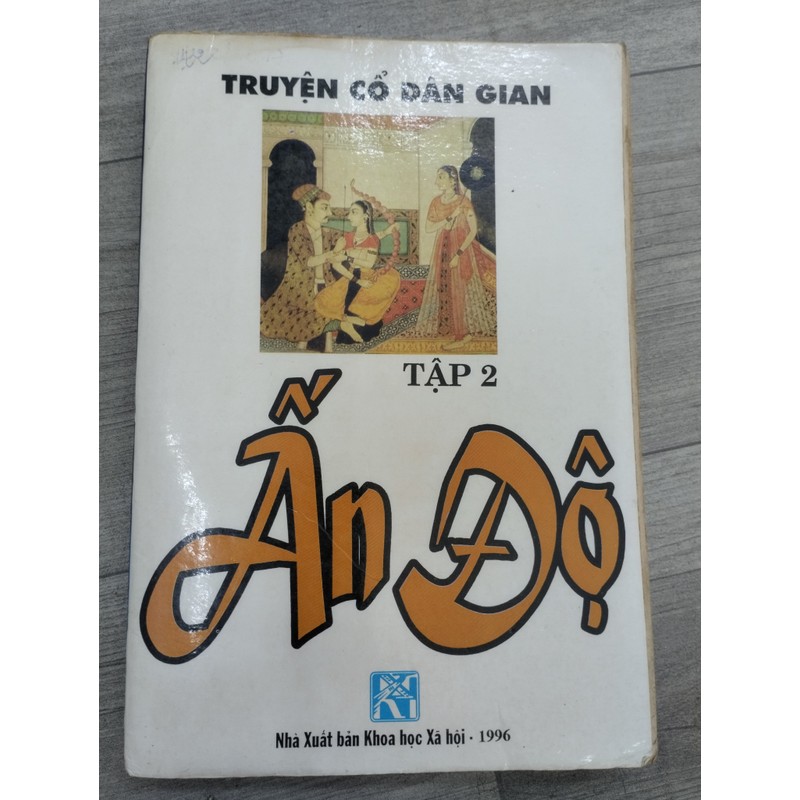 TRUYỆN CỔ DÂN GIAN
TẬP 2
Ấn Độ
Nhà Xuất bản Khoa học Xã hội - 1996